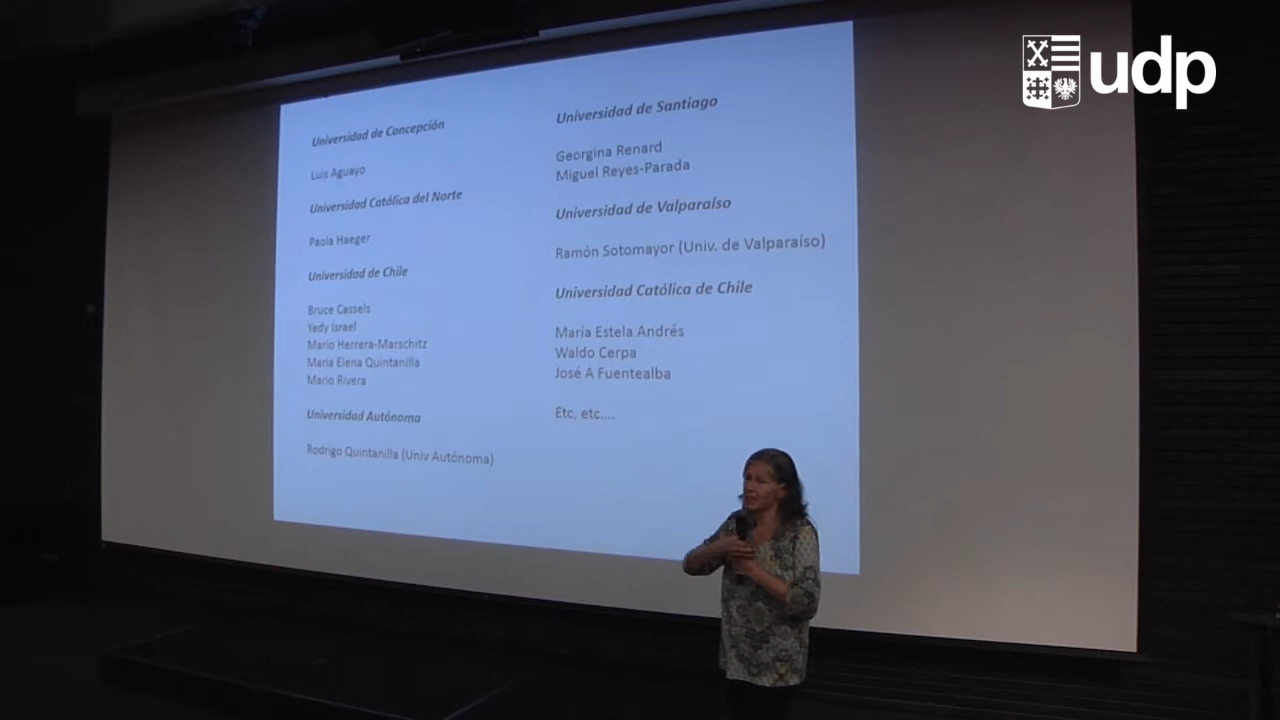 Universidad de Concepción
Luis Aguayo
Universidad Católica del Norte
Paola Haeger
Universidad de Chile
Bruce Cassels
Yedy Israel
Mario Herrera-Marschitz
Maria Elena Quintanilla
Mario Rivera
Universidad Autónoma
Rodrigo Quintanilla (Univ Autónoma)
Universidad de Santiago
Georgina Renard
Miguel Reyes-Parada
Universidad de Valparaíso
Ramón Sotomayor (Univ. de Valparaíso)
Universidad Católica de Chile
María Estela Andrés
Waldo Cerpa
José A Fuentealba
Etc, etc....
udp